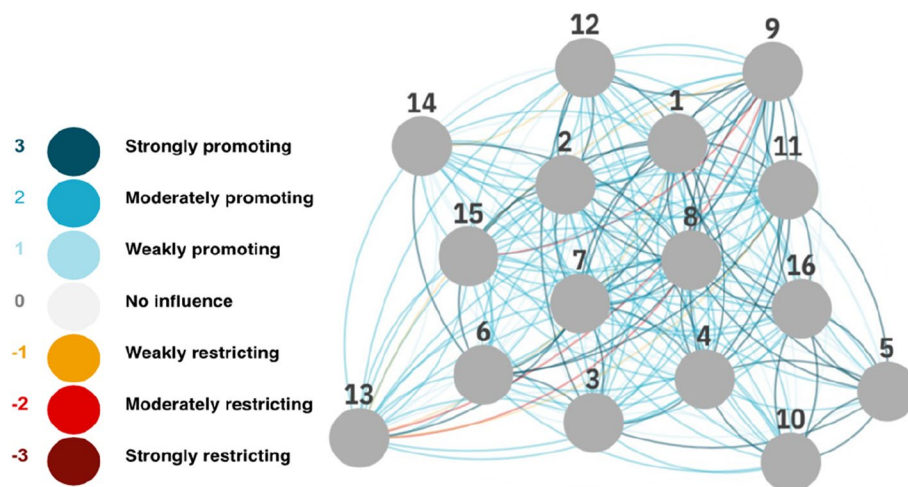 3 Strongly promoting
2 Moderately promoting
1 Weakly promoting
0 No influence
-1 Weakly restricting
-2 Moderately restricting
-3 Strongly restricting
12
9
14
1
2
11
15
8
7
16
6
4
5
3
13
10